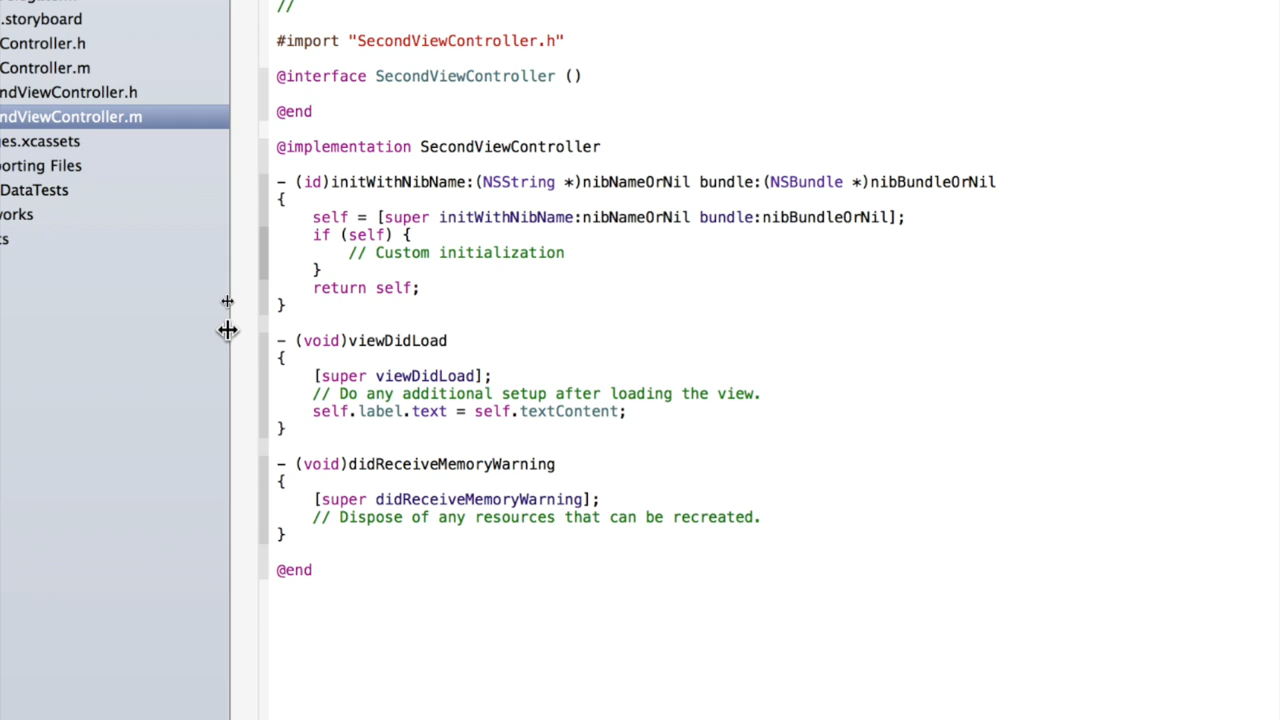 .storyboard
Controller.h
Controller.m
ndViewController.h
ndViewController.m
es.xcassets
orting Files
DataTests
works
ts
//
#import "SecondViewController.h"
@interface SecondViewController ()
@end
@implementation SecondViewController
- (id)initWithNibName:(NSString *)nibNameOrNil bundle:(NSBundle *)nibBundleOrNil
{
self = [super initWithNibName:nibNameOrNil bundle:nibBundleOrNil];
if (self) {
// Custom initialization
}
return self;
}
- (void)viewDidLoad
{
[super viewDidLoad];
// Do any additional setup after loading the view.
self.label.text = self.textContent;
}
- (void)didReceiveMemoryWarning
{
[super didReceiveMemoryWarning];
// Dispose of any resources that can be recreated.
}
@end